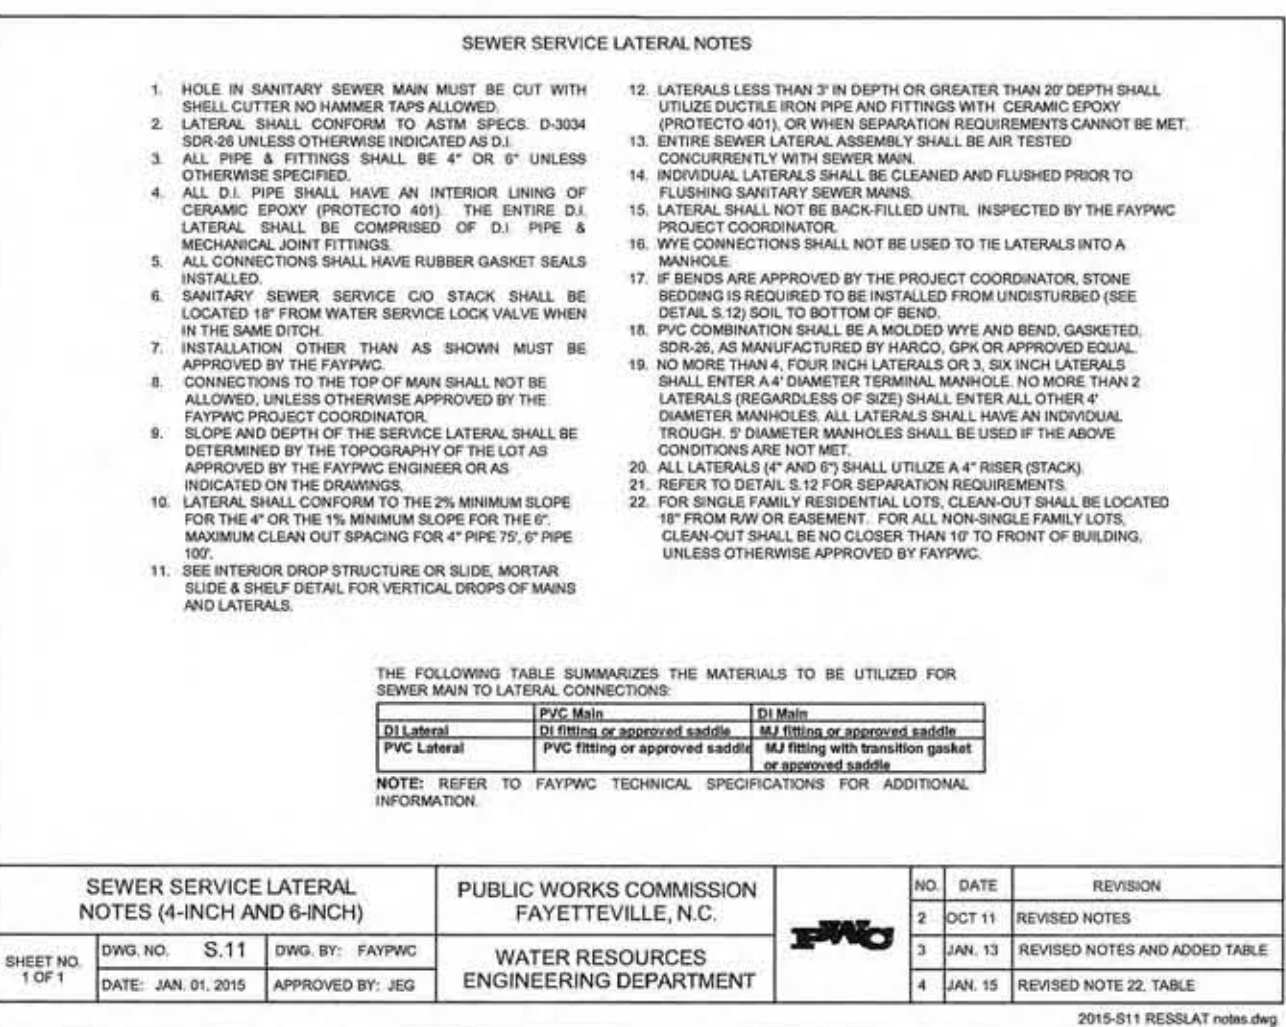 SEWER SERVICE LATERAL NOTES
1. HOLE IN SANITARY SEWER MAIN MUST BE CUT WITH
SHELL CUTTER NO HAMMER TAPS ALLOWED.
2. LATERAL SHALL CONFORM TO ASTM SPECS. D-3034
SDR-26 UNLESS OTHERWISE INDICATED AS D.I.
3. ALL PIPE & FITTINGS SHALL BE 4" OR 6" UNLESS
OTHERWISE SPECIFIED.
4. ALL D.I. PIPE SHALL HAVE AN INTERIOR LINING OF
CERAMIC EPOXY (PROTECTO 401). THE ENTIRE D.I.
LATERAL SHALL BE COMPRISED OF D.I. PIPE &
MECHANICAL JOINT FITTINGS.
5. ALL CONNECTIONS SHALL HAVE RUBBER GASKET SEALS
INSTALLED.
6. SANITARY SEWER SERVICE C/O STACK SHALL BE
LOCATED 18" FROM WATER SERVICE LOCK VALVE WHEN
IN THE SAME DITCH.
7. INSTALLATION OTHER THAN AS SHOWN MUST BE
APPROVED BY THE FAYPWC.
8. CONNECTIONS TO THE TOP OF MAIN SHALL NOT BE
ALLOWED, UNLESS OTHERWISE APPROVED BY THE
FAYPWC PROJECT COORDINATOR.
9. SLOPE AND DEPTH OF THE SERVICE LATERAL SHALL BE
DETERMINED BY THE TOPOGRAPHY OF THE LOT AS
APPROVED BY THE FAYPWC ENGINEER OR AS
INDICATED ON THE DRAWINGS.
10. LATERAL SHALL CONFORM TO THE 2% MINIMUM SLOPE
FOR THE 4" OR THE 1% MINIMUM SLOPE FOR THE 6".
MAXIMUM CLEAN OUT SPACING FOR 4" PIPE 75', 6" PIPE
100'.
11. SEE INTERIOR DROP STRUCTURE OR SLIDE, MORTAR
SLIDE & SHELF DETAIL FOR VERTICAL DROPS OF MAINS
AND LATERALS.
12. LATERALS LESS THAN 3' IN DEPTH OR GREATER THAN 20' DEPTH SHALL
UTILIZE DUCTILE IRON PIPE AND FITTINGS WITH CERAMIC EPOXY
(PROTECTO 401), OR WHEN SEPARATION REQUIREMENTS CANNOT BE MET.
13. ENTIRE SEWER LATERAL ASSEMBLY SHALL BE AIR TESTED
CONCURRENTLY WITH SEWER MAIN.
14. INDIVIDUAL LATERALS SHALL BE CLEANED AND FLUSHED PRIOR TO
FLUSHING SANITARY SEWER MAINS.
15. LATERAL SHALL NOT BE BACK-FILLED UNTIL INSPECTED BY THE FAYPWC
PROJECT COORDINATOR.
16. WYE CONNECTIONS SHALL NOT BE USED TO TIE LATERALS INTO A
MANHOLE.
17. IF BENDS ARE APPROVED BY THE PROJECT COORDINATOR, STONE
BEDDING IS REQUIRED TO BE INSTALLED FROM UNDISTURBED (SEE
DETAIL S.12) SOIL TO BOTTOM OF BEND.
18. PVC COMBINATION SHALL BE A MOLDED WYE AND BEND, GASKETED,
SDR-26, AS MANUFACTURED BY HARCO, GPK OR APPROVED EQUAL.
19. NO MORE THAN 4, FOUR INCH LATERALS OR 3, SIX INCH LATERALS
SHALL ENTER A 4' DIAMETER TERMINAL MANHOLE. NO MORE THAN 2
LATERALS (REGARDLESS OF SIZE) SHALL ENTER ALL OTHER 4'
DIAMETER MANHOLES. ALL LATERALS SHALL HAVE AN INDIVIDUAL
TROUGH. 5' DIAMETER MANHOLES SHALL BE USED IF THE ABOVE
CONDITIONS ARE NOT MET.
20. ALL LATERALS (4" AND 6") SHALL UTILIZE A 4" RISER (STACK).
21. REFER TO DETAIL S.12 FOR SEPARATION REQUIREMENTS.
22. FOR SINGLE FAMILY RESIDENTIAL LOTS, CLEAN-OUT SHALL BE LOCATED
18" FROM R/W OR EASEMENT. FOR ALL NON-SINGLE FAMILY LOTS,
CLEAN-OUT SHALL BE NO CLOSER THAN 10' TO FRONT OF BUILDING,
UNLESS OTHERWISE APPROVED BY FAYPWC.
THE FOLLOWING TABLE SUMMARIZES THE MATERIALS TO BE UTILIZED FOR
SEWER MAIN TO LATERAL CONNECTIONS:
PVC Main DI Main
DI Lateral DI fitting or approved saddle MJ fitting or approved saddle
PVC Lateral PVC fitting or approved saddle MJ fitting with transition gasket
or approved saddle
NOTE: REFER TO FAYPWC TECHNICAL SPECIFICATIONS FOR ADDITIONAL
INFORMATION.
SEWER SERVICE LATERAL
NOTES (4-INCH AND 6-INCH)
SHEET NO.
1 OF 1
DWG. NO. S.11
DWG. BY: FAYPWC
DATE: JAN. 01, 2015
APPROVED BY: JEG
PUBLIC WORKS COMMISSION
FAYETTEVILLE, N.C.
WATER RESOURCES
ENGINEERING DEPARTMENT
PWC
NO. DATE REVISION
2 OCT 11 REVISED NOTES
3 JAN. 13 REVISED NOTES AND ADDED TABLE
4 JAN. 15 REVISED NOTE 22, TABLE
2015-S11 RESSLAT notes.dwg